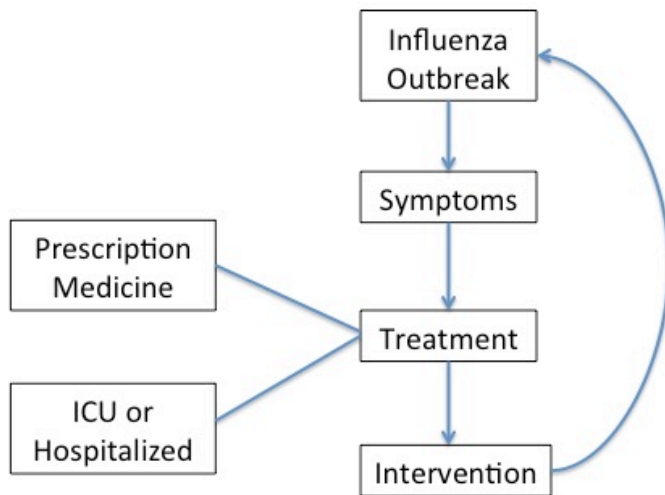 Influenza
Outbreak
Symptoms
Prescription
Medicine
Treatment
ICU or
Hospitalized
Intervention